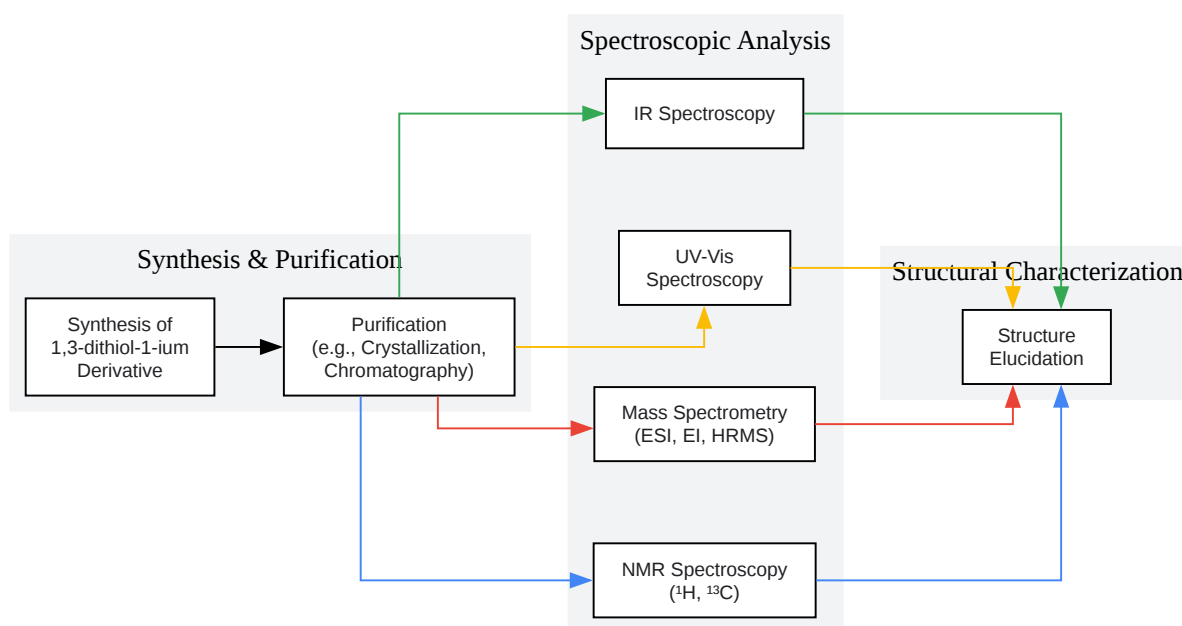 Spectroscopic Analysis
IR Spectroscopy
Synthesis & Purification
Synthesis of
1,3-dithiol-1-ium
Derivative
Purification
(e.g., Crystallization,
Chromatography)
UV-Vis
Spectroscopy
Mass Spectrometry
(ESI, EI, HRMS)
NMR Spectroscopy
(¹H, ¹³C)
Structural Characterization
Structure
Elucidation